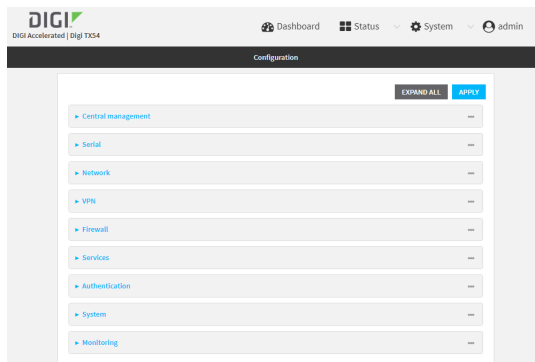 DIGI
DIGI Accelerated | Digi TX54
Dashboard
Status
System
admin
Configuration
EXPAND ALL
APPLY
Central management
Serial
Network
VPN
Firewall
Services
Authentication
System
Monitoring